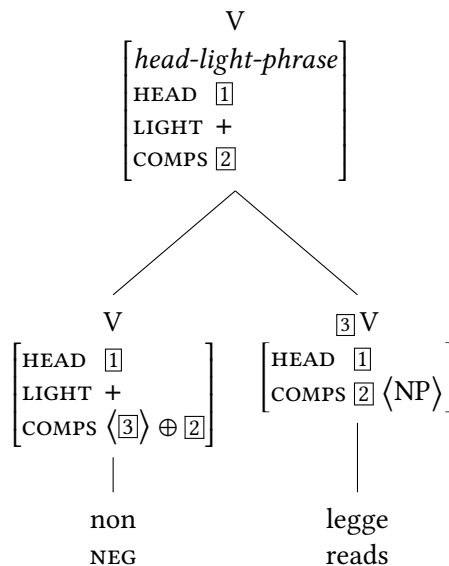 V
head-light-phrase
HEAD 1
LIGHT +
COMPS 2
V
HEAD 1
LIGHT +
COMPS ⟨3⟩ ⊕ 2
3 V
HEAD 1
COMPS 2 ⟨NP⟩
non
NEG
legge
reads